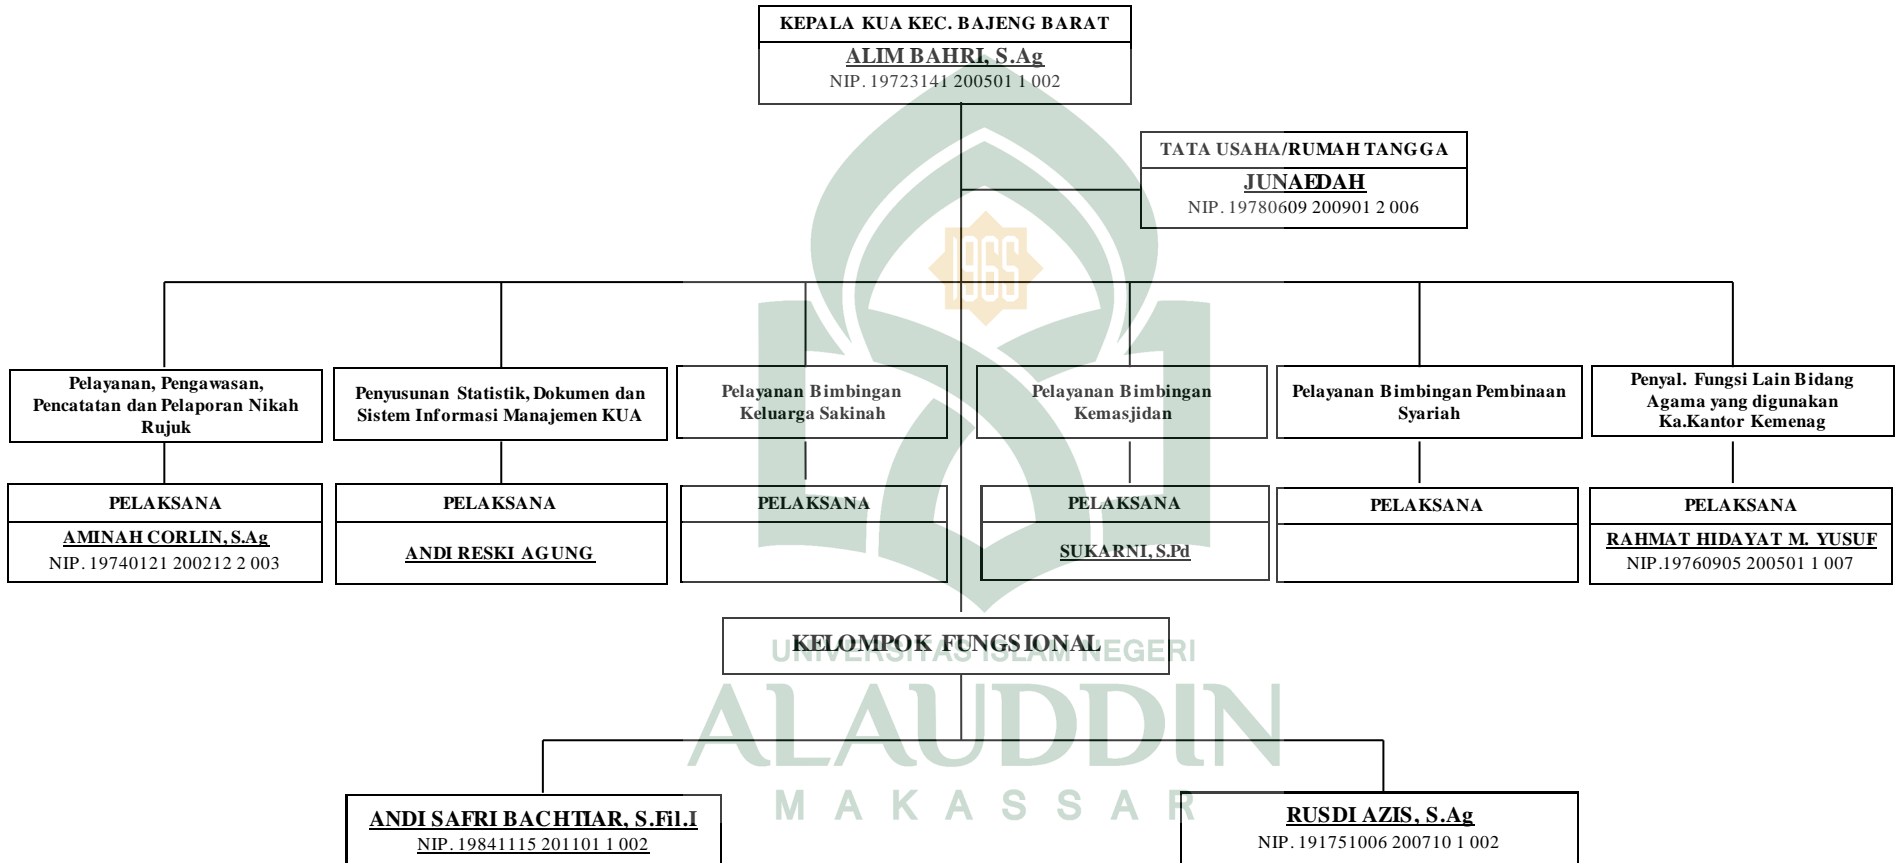 KEPALA KUA KEC. BAJENG BARAT
ALIM BAHRI, S.Ag
NIP. 19723141 200501 1 002
TATA USAHA/RUMAH TANGGA
JUNAEDAH
NIP. 19780609 200901 2 006
1965
Pelayanan, Pengawasan,
Pencatatan dan Pelaporan Nikah
Rujuk
Penyusunan Statistik, Dokumen dan
Sistem Informasi Manajemen KUA
Pelayanan Bimbingan
Keluarga Sakinah
Pelayanan Bimbingan
Kemasjidan
Pelayanan Bimbingan Pembinaan
Syariah
Penyal. Fungsi Lain Bidang
Agama yang digunakan
Ka.Kantor Kemenag
PELAKSANA
AMINAH CORLIN, S.Ag
NIP. 19740121 200212 2 003
PELAKSANA
ANDI RESKI AGUNG
PELAKSANA
PELAKSANA
SUKARNI, S.Pd
PELAKSANA
PELAKSANA
RAHMAT HIDAYAT M. YUSUF
NIP.19760905 200501 1 007
KELOMPOK FUNGSIONAL
UNIVERSITAS ISLAM NEGERI
ALAUDDIN
MAKASSAR
ANDI SAFRI BACHTIAR, S.Fil.I
NIP. 19841115 201101 1 002
RUSDI AZIS, S.Ag
NIP. 191751006 200710 1 002